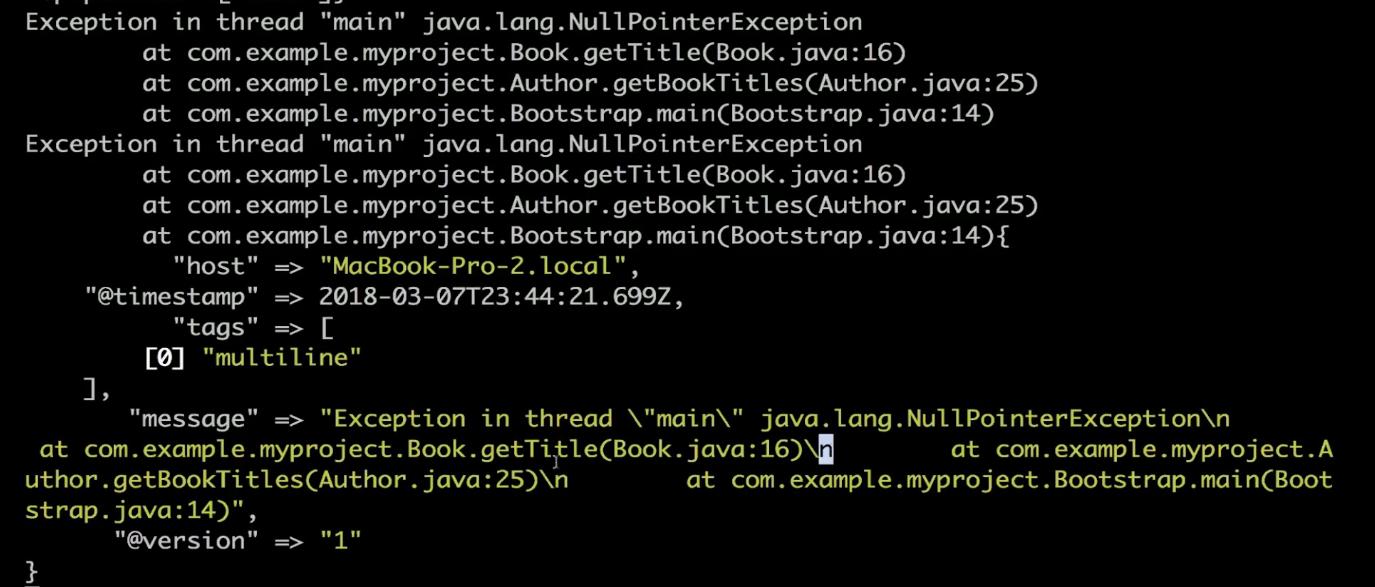 Exception in thread "main" java.lang.NullPointerException
at com.example.myproject.Book.getTitle(Book.java:16)
at com.example.myproject.Author.getBookTitles(Author.java:25)
at com.example.myproject.Bootstrap.main(Bootstrap.java:14)
Exception in thread "main" java.lang.NullPointerException
at com.example.myproject.Book.getTitle(Book.java:16)
at com.example.myproject.Author.getBookTitles(Author.java:25)
at com.example.myproject.Bootstrap.main(Bootstrap.java:14){
"host" => "MacBook-Pro-2.local",
"@timestamp" => 2018-03-07T23:44:21.699Z,
"tags" => [
[0] "multiline"
],
"message" => "Exception in thread \"main\" java.lang.NullPointerException\n
at com.example.myproject.Book.getTitle(Book.java:16)\n        at com.example.myproject.A
uthor.getBookTitles(Author.java:25)\n        at com.example.myproject.Bootstrap.main(Boot
strap.java:14)",
"@version" => "1"
}